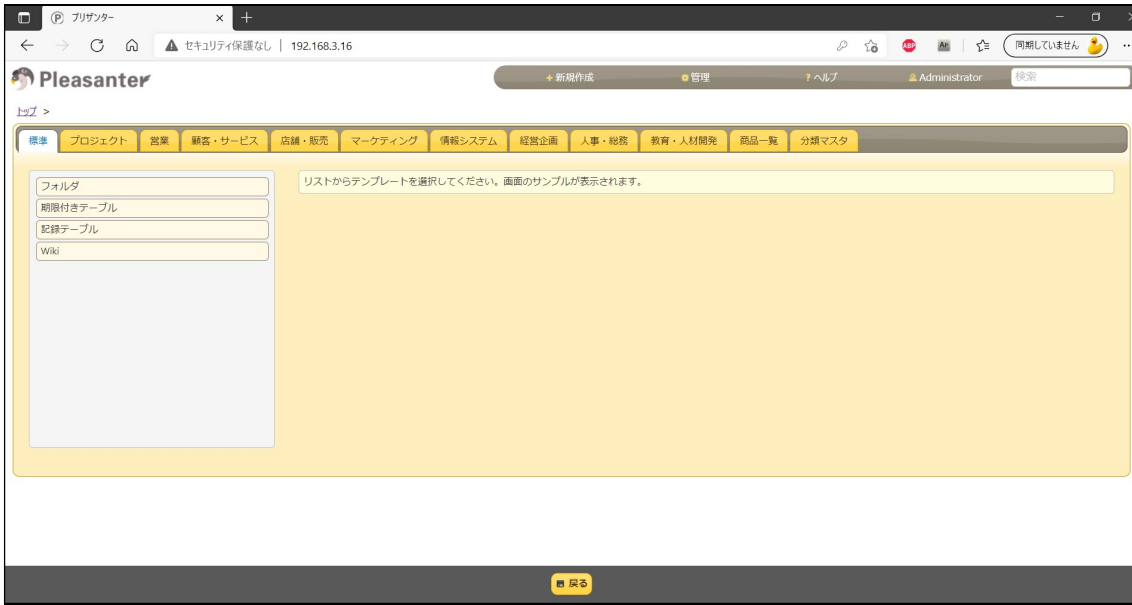 プリザンター
セキュリティ保護なし | 192.168.3.16
ABP
同期していません
Pleasanter
+ 新規作成
管理
? ヘルプ
Administrator
検索
トップ >
標準 プロジェクト 営業 顧客・サービス 店舗・販売 マーケティング 情報システム 経営企画 人事・総務 教育・人材開発 商品一覧 分類マスタ
フォルダ
期限付きテーブル
記録テーブル
Wiki
リストからテンプレートを選択してください。画面のサンプルが表示されます。
戻る